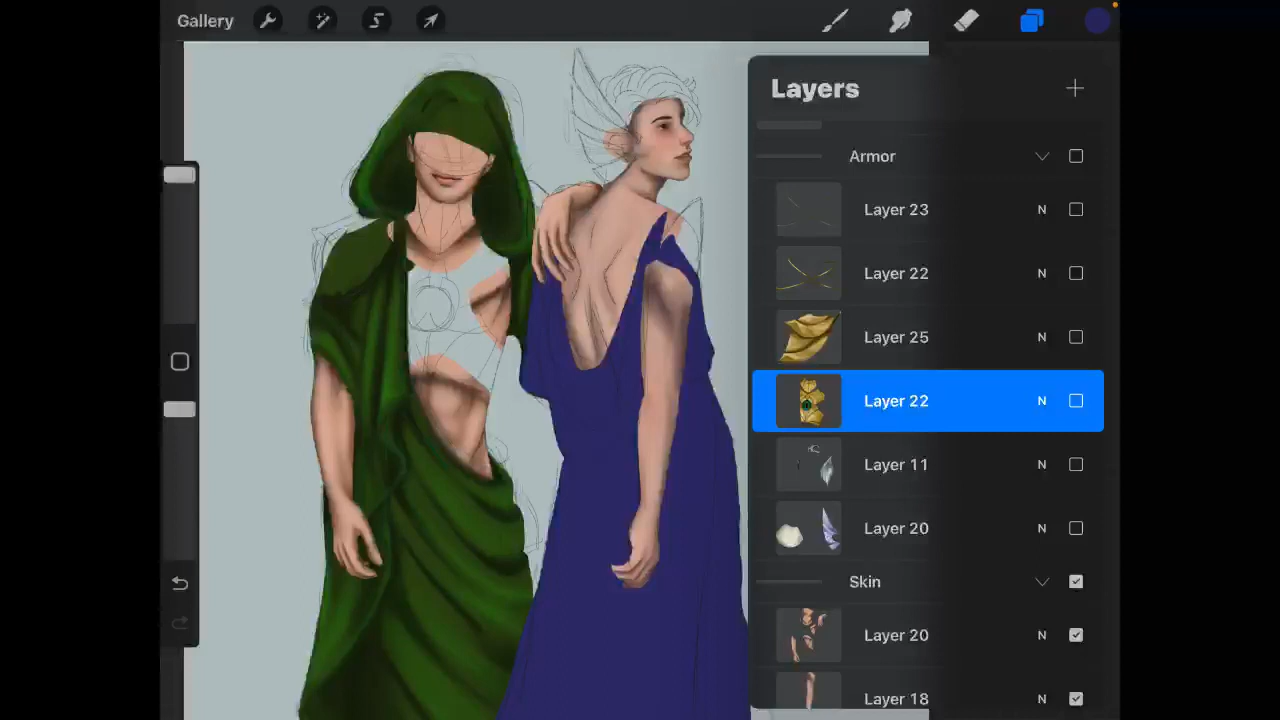 Gallery
Layers
Armor
Layer 23 N
Layer 22 N
Layer 25 N
Layer 22 N
Layer 11 N
Layer 20 N
Skin
Layer 20 N
Layer 18 N